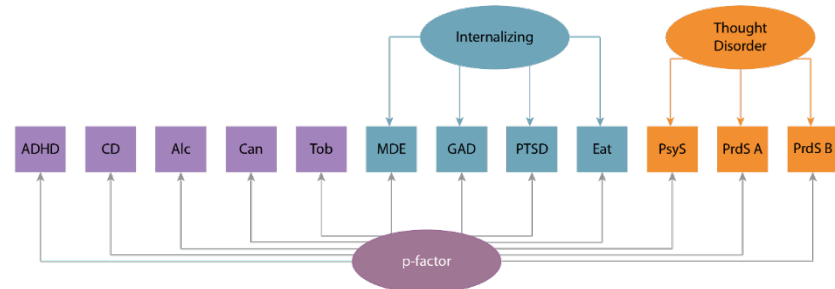 Internalizing
Thought
Disorder
ADHD
CD
Alc
Can
Tob
MDE
GAD
PTSD
Eat
PsyS
PrdS A
PrdS B
p-factor